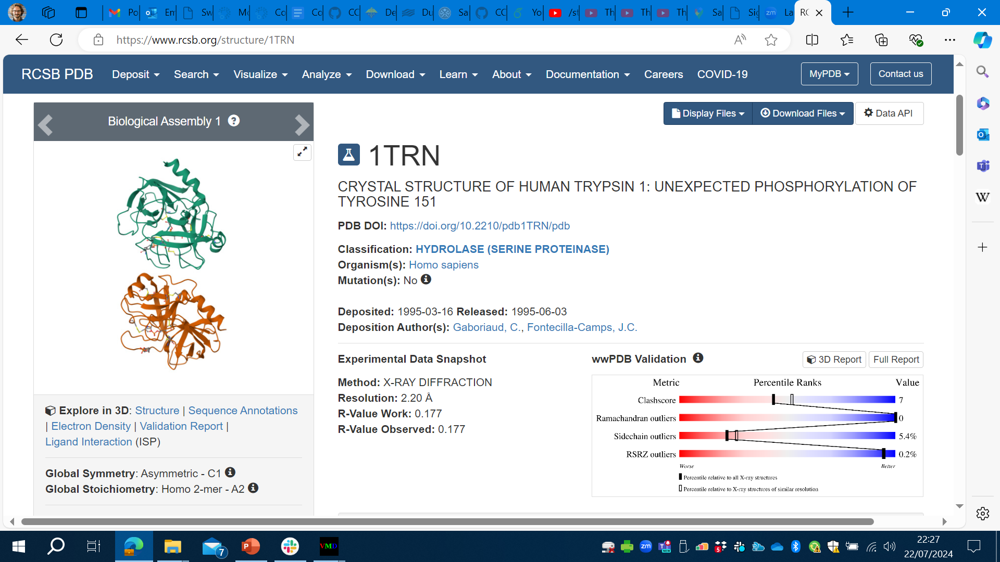 Po
Em
Sw
Mo
Co
Co
CC
De
Du
Sa
CC
Yo
/st
Th
Th
Th
Sa
Sig
zm
La
RC
https://www.rcsb.org/structure/1TRN
RCSB PDB
Deposit
Search
Visualize
Analyze
Download
Learn
About
Documentation
Careers
COVID-19
MyPDB
Contact us
Biological Assembly 1
Display Files
Download Files
Data API
1TRN
CRYSTAL STRUCTURE OF HUMAN TRYPSIN 1: UNEXPECTED PHOSPHORYLATION OF
TYROSINE 151
PDB DOI: https://doi.org/10.2210/pdb1TRN/pdb
Classification: HYDROLASE (SERINE PROTEINASE)
Organism(s): Homo sapiens
Mutation(s): No
Deposited: 1995-03-16 Released: 1995-06-03
Deposition Author(s): Gaboriaud, C., Fontecilla-Camps, J.C.
Explore in 3D: Structure | Sequence Annotations
| Electron Density | Validation Report |
Ligand Interaction (ISP)
Global Symmetry: Asymmetric - C1
Global Stoichiometry: Homo 2-mer - A2
Experimental Data Snapshot
Method: X-RAY DIFFRACTION
Resolution: 2.20 Å
R-Value Work: 0.177
R-Value Observed: 0.177
wwPDB Validation
3D Report
Full Report
Metric Percentile Ranks Value
Clashscore 7
Ramachandran outliers 0
Sidechain outliers 5.4%
RSRZ outliers 0.2%
Worse Better
Percentile relative to all X-ray structures
Percentile relative to X-ray structures of similar resolution
W
7
P
VMD
zm
NEW
5
22:27
22/07/2024